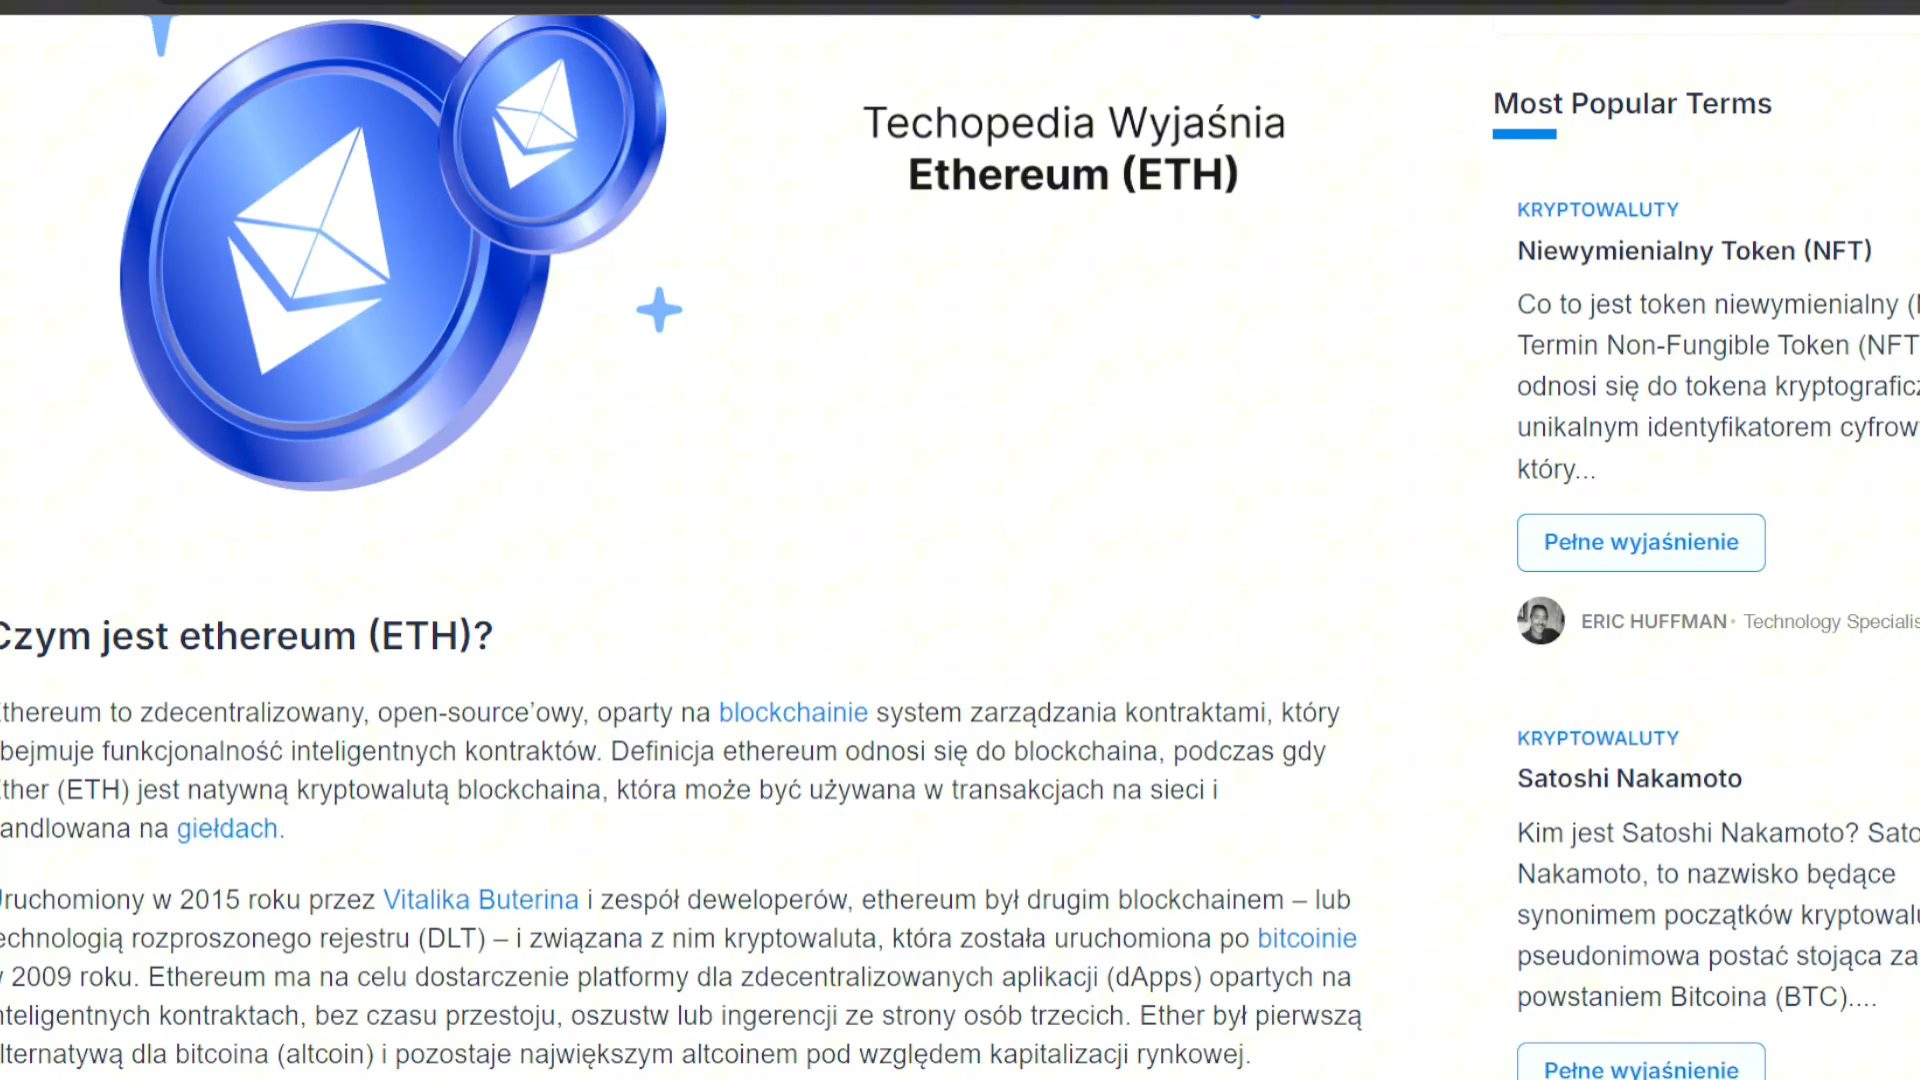 Techopedia Wyjaśnia
Ethereum (ETH)
Czym jest ethereum (ETH)?
thereum to zdecentralizowany, open-source’owy, oparty na blockchainie system zarządzania kontraktami, który
bejmuje funkcjonalność inteligentnych kontraktów. Definicja ethereum odnosi się do blockchaina, podczas gdy
ther (ETH) jest natywną kryptowalutą blockchaina, która może być używana w transakcjach na sieci i
andlowana na giełdach.
ruchomiony w 2015 roku przez Vitalika Buterina i zespół deweloperów, ethereum był drugim blockchainem – lub
echnologią rozproszonego rejestru (DLT) – i związana z nim kryptowaluta, która została uruchomiona po bitcoinie
w 2009 roku. Ethereum ma na celu dostarczenie platformy dla zdecentralizowanych aplikacji (dApps) opartych na
nteligentnych kontraktach, bez czasu przestoju, oszustw lub ingerencji ze strony osób trzecich. Ether był pierwszą
lternatywą dla bitcoina (altcoin) i pozostaje największym altcoinem pod względem kapitalizacji rynkowej.
Most Popular Terms
KRYPTOWALUTY
Niewymienialny Token (NFT)
Co to jest token niewymienialny (
Termin Non-Fungible Token (NFT
odnosi się do tokena kryptograficz
unikalnym identyfikatorem cyfrow
który...
Pełne wyjaśnienie
ERIC HUFFMAN • Technology Specialis
KRYPTOWALUTY
Satoshi Nakamoto
Kim jest Satoshi Nakamoto? Sato
Nakamoto, to nazwisko będące
synonimem początków kryptowalu
pseudonimowa postać stojąca za
powstaniem Bitcoina (BTC)....
Pełne wyjaśnienie